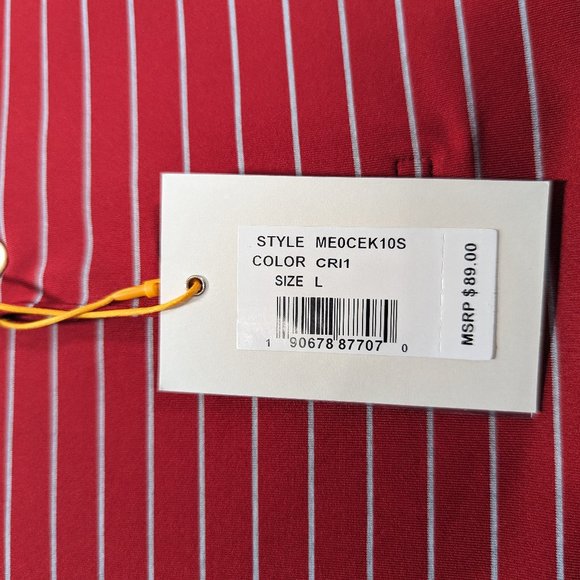 STYLE ME0CEK10S
COLOR CRI1
SIZE L
1 90678 87707 0
MSRP $ 89.00